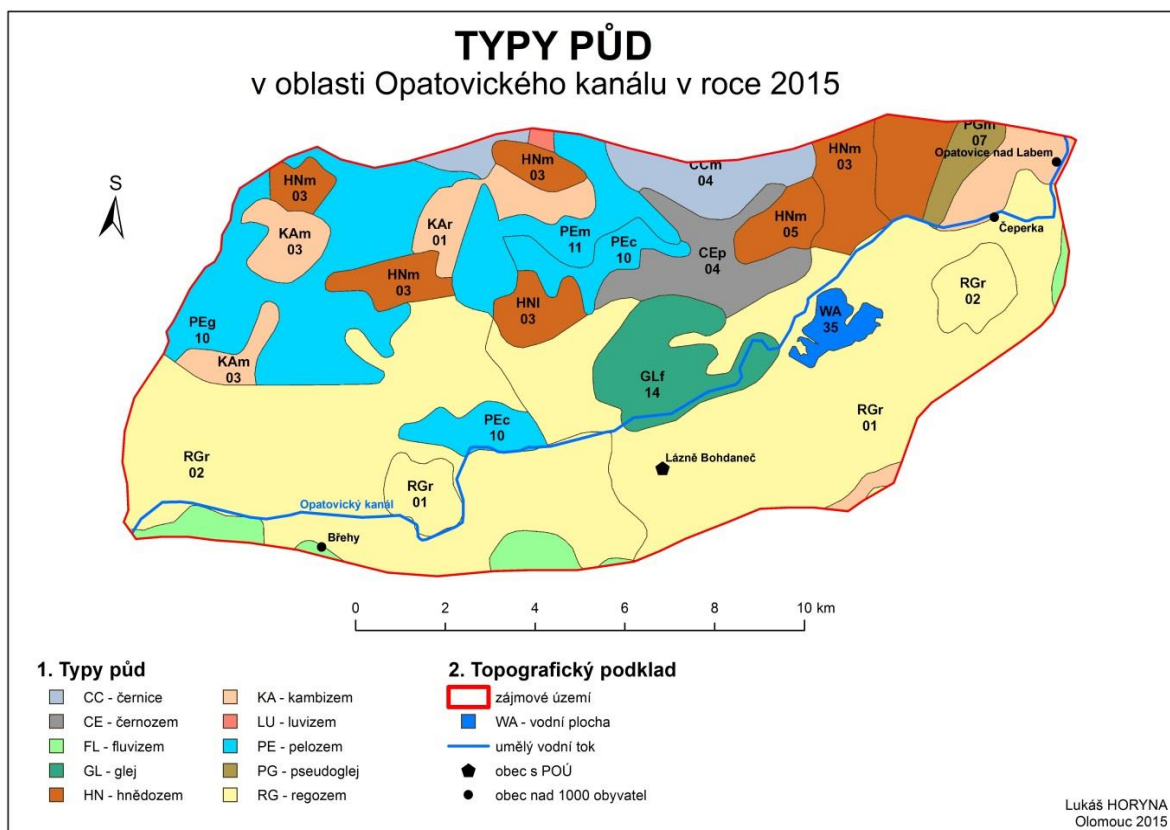 TYPY PŮD
v oblasti Opatovického kanálu v roce 2015
S
PGm
07
Opatovice nad Labem
HNm
03
HNm
03
CCm
04
HNm
03
KAm
03
KAr
01
HNm
05
Čeperka
PEm
11
PEc
10
CEp
04
HNm
03
RGr
02
HNl
03
WA
35
PEg
10
KAm
03
GLf
14
RGr
01
PEc
10
RGr
02
Lázně Bohdaneč
RGr
01
Opatovický kanál
Břehy
0 2 4 6 8 10 km
1. Typy půd
CC - černice
CE - černozem
FL - fluvizem
GL - glej
HN - hnědozem
KA - kambizem
LU - luvizem
PE - pelozem
PG - pseudoglej
RG - regozem
2. Topografický podklad
zájmové území
WA - vodní plocha
umělý vodní tok
obec s POÚ
obec nad 1000 obyvatel
Lukáš HORYNA
Olomouc 2015